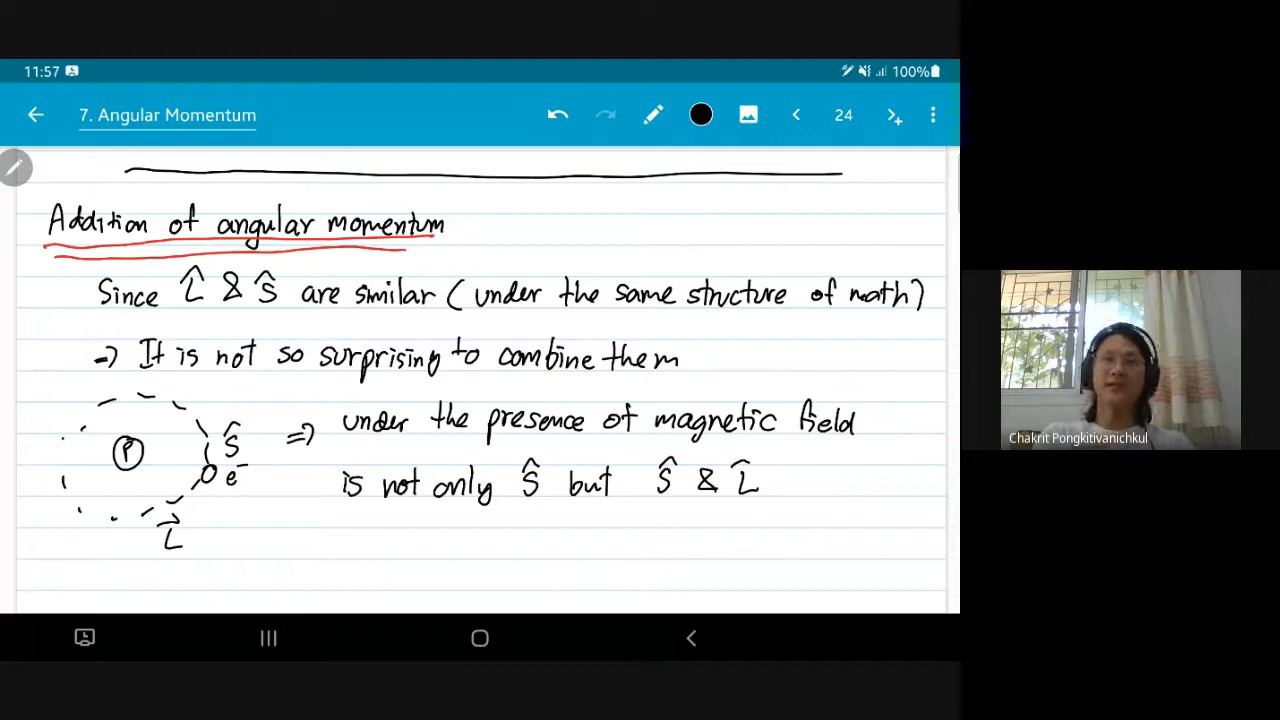 11:57 100%
7. Angular Momentum 24
Addition of angular momentum
Since L̂ & Ŝ are similar (under the same structure of math)
⇒ It is not so surprising to combine them
P Ŝ e⁻ L⃗
⇒ under the presence of magnetic field
is not only Ŝ but Ŝ & L̂
Chakrit Pongkitivanichkul